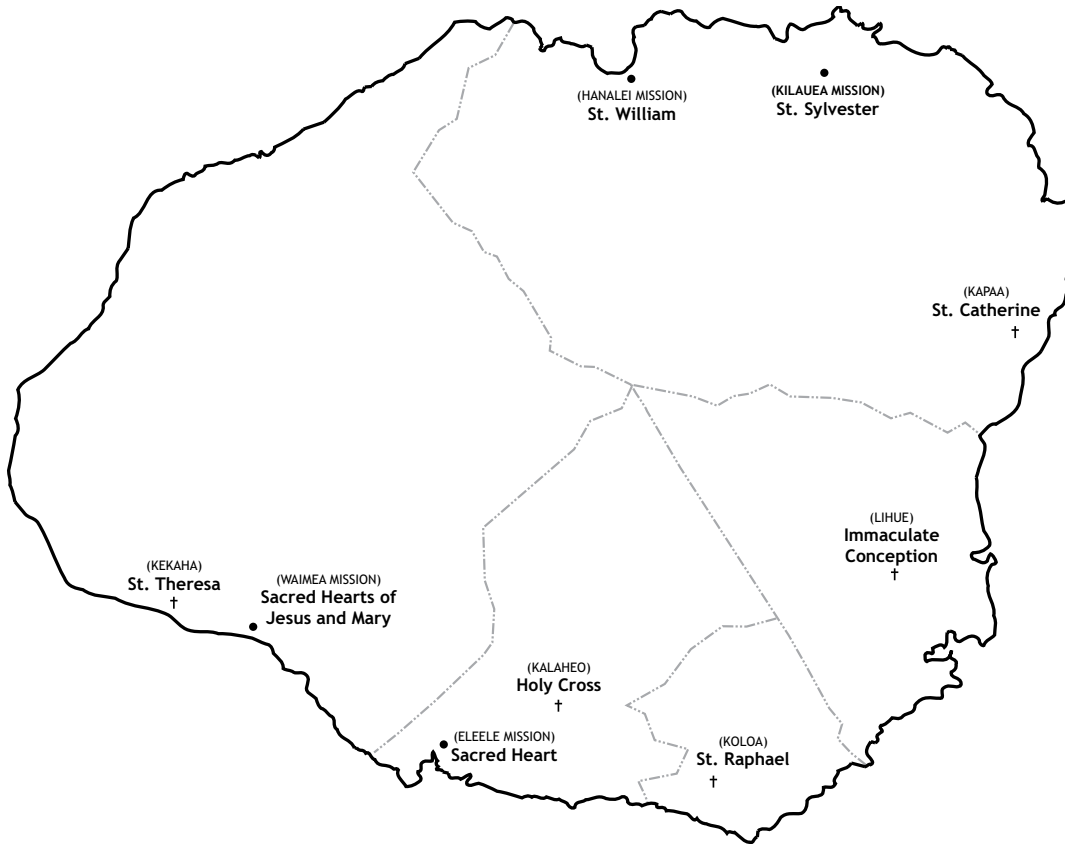 (HANALEI MISSION)
St. William
(KILAUEA MISSION)
St. Sylvester
(KAPAA)
St. Catherine
(LIHUE)
Immaculate
Conception
(KEKAHA)
St. Theresa
(WAIMEA MISSION)
Sacred Hearts of
Jesus and Mary
(KALAHEO)
Holy Cross
(ELEELE MISSION)
Sacred Heart
(KOLOA)
St. Raphael